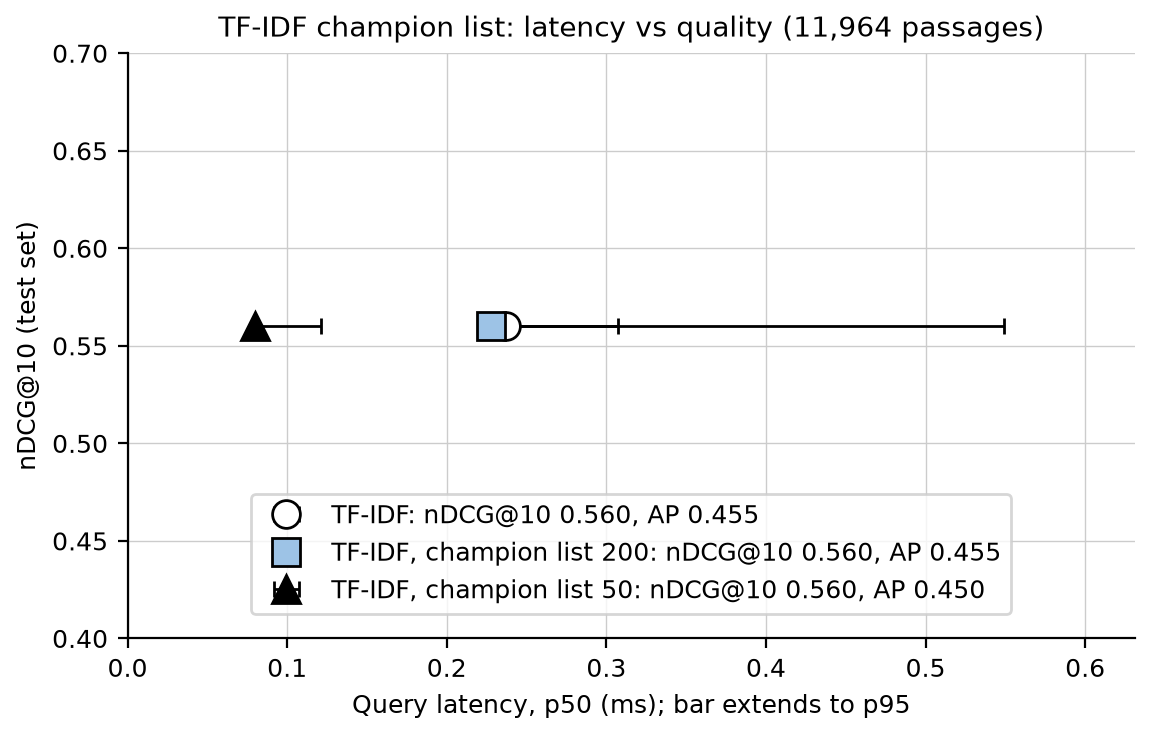 TF-IDF champion list: latency vs quality (11,964 passages)
nDCG@10 (test set)
0.70
0.65
0.60
0.55
0.50
0.45
0.40
TF-IDF: nDCG@10 0.560, AP 0.455
TF-IDF, champion list 200: nDCG@10 0.560, AP 0.455
TF-IDF, champion list 50: nDCG@10 0.560, AP 0.450
0.0 0.1 0.2 0.3 0.4 0.5 0.6
Query latency, p50 (ms); bar extends to p95